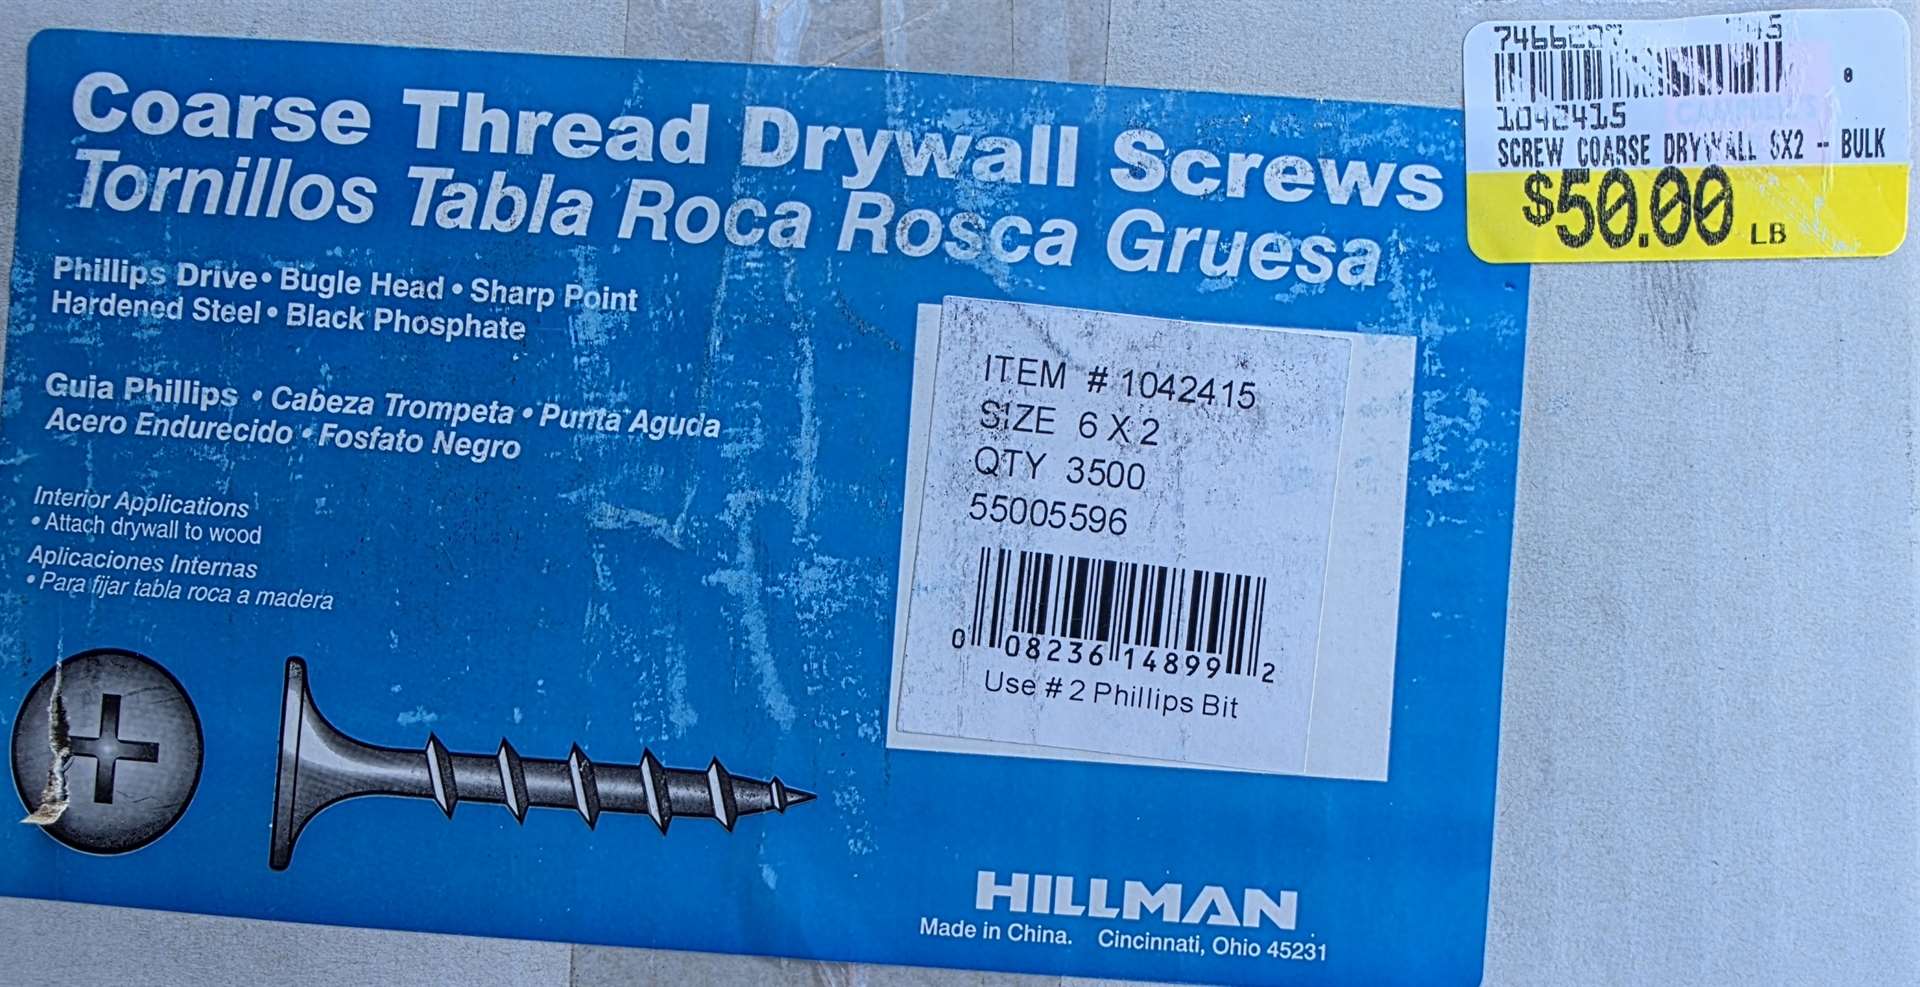 Coarse Thread Drywall Screws
Tornillos Tabla Roca Rosca Gruesa
Phillips Drive • Bugle Head • Sharp Point
Hardened Steel • Black Phosphate
Guia Phillips • Cabeza Trompeta • Punta Aguda
Acero Endurecido • Fosfato Negro
Interior Applications
• Attach drywall to wood
Aplicaciones Internas
• Para fijar tabla roca a madera
ITEM # 1042415
SIZE 6 X 2
QTY 3500
55005596
0 08236 14899 2
Use # 2 Phillips Bit
HILLMAN
Made in China. Cincinnati, Ohio 45231
1042415
SCREW COARSE DRYWALL 6X2 - BULK
$50.00 LB